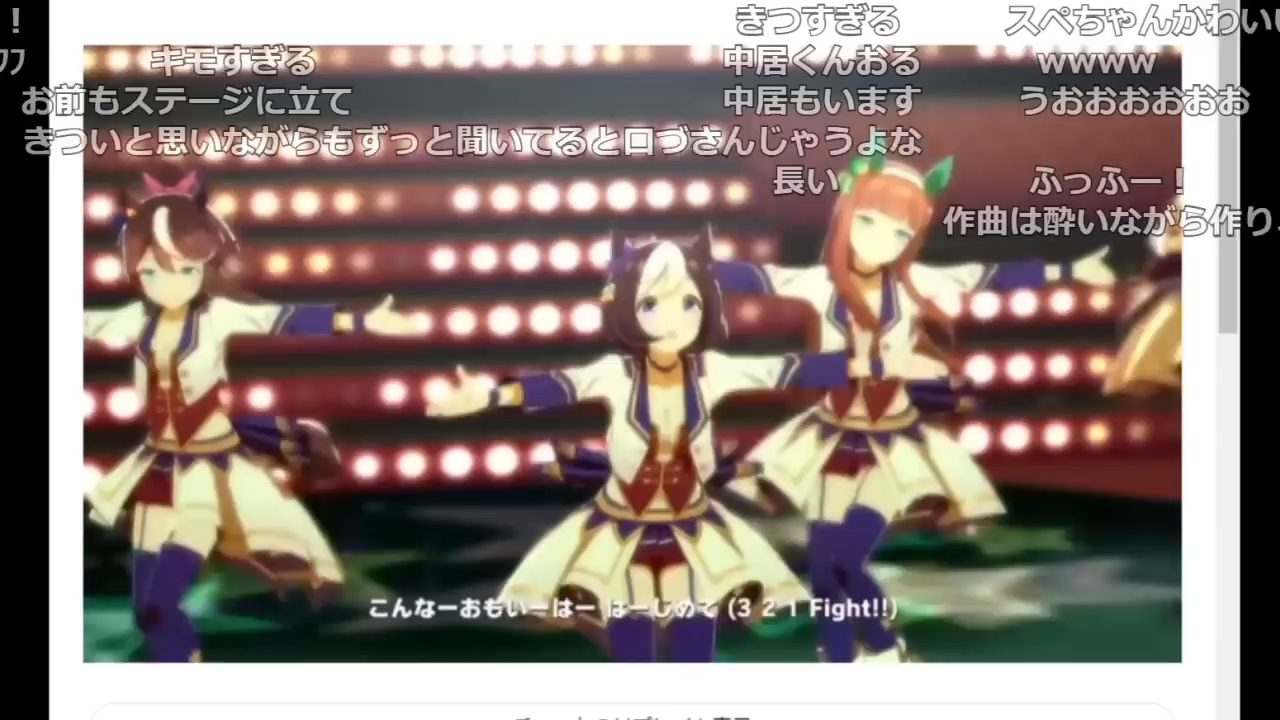 ！
きつすぎる
スペちゃんかわい
キモすぎる
中居くんおる
wwww
お前もステージに立て
中居もいます
うおおおおおお
きついと思いながらもずっと聞いてると口づさんじゃうよな
長い
ふっふー！
作曲は酔いながら作り
こんなーおもいーはー はーじめて (3 2 1 Fight!!)